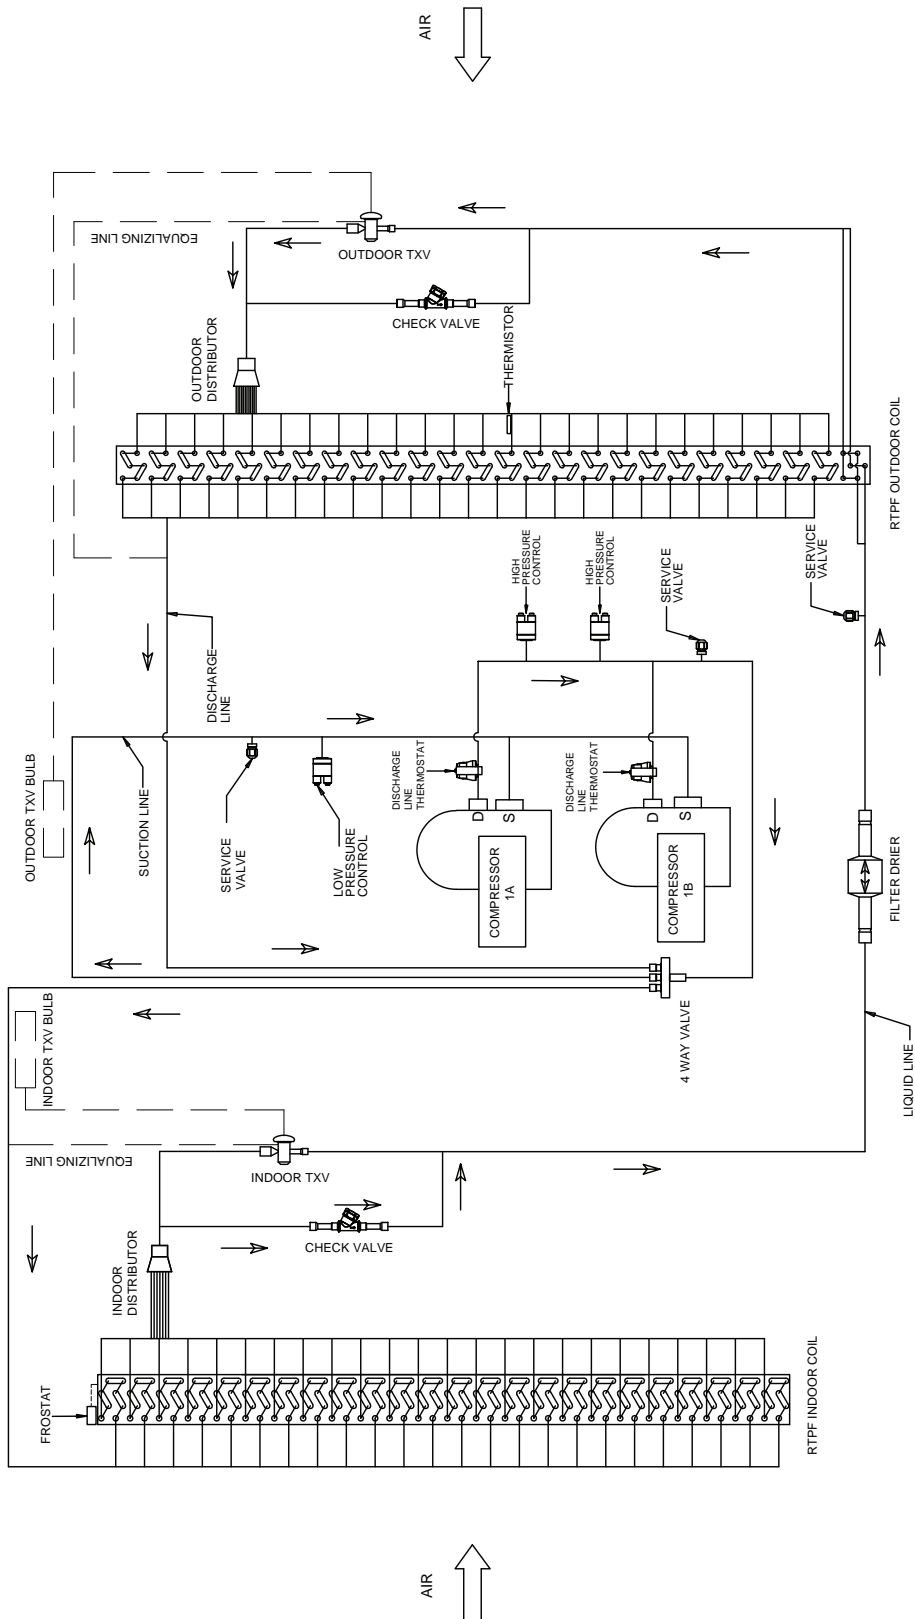 AIR
EQUALIZING LINE
OUTDOOR TXV
CHECK VALVE
OUTDOOR
DISTRIBUTOR
THERMISTOR
RTPF OUTDOOR COIL
OUTDOOR TXV BULB
SUCTION LINE
DISCHARGE
LINE
SERVICE
VALVE
LOW
PRESSURE
CONTROL
HIGH
PRESSURE
CONTROL
HIGH
PRESSURE
CONTROL
SERVICE
VALVE
SERVICE
VALVE
DISCHARGE
LINE
THERMOSTAT
DISCHARGE
LINE
THERMOSTAT
D
S
COMPRESSOR
1A
D
S
COMPRESSOR
1B
FILTER DRIER
4 WAY VALVE
LIQUID LINE
INDOOR TXV BULB
EQUALIZING LINE
INDOOR TXV
CHECK VALVE
INDOOR
DISTRIBUTOR
FROSTAT
RTPF INDOOR COIL
AIR